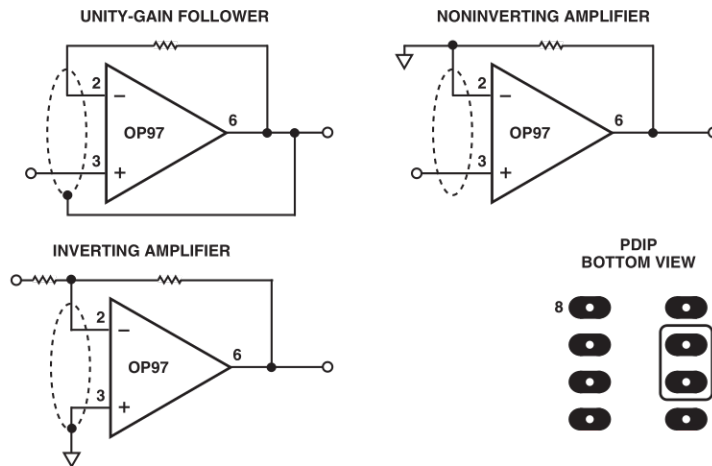 UNITY-GAIN FOLLOWER
2
−
OP97
6
3
+
NONINVERTING AMPLIFIER
2
−
OP97
6
3
+
INVERTING AMPLIFIER
2
−
OP97
6
3
+
PDIP
BOTTOM VIEW
8